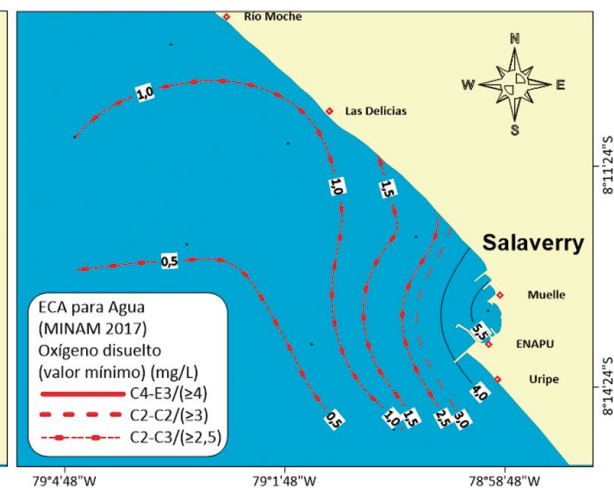 Río Moche
N
W
E
S
1,0
Las Delicias
8°11'24"S
1,0
1,5
Salaverry
0,5
Muelle
5,5
ENAPU
Uripe
8°14'24"S
4,0
0,5
1,0
1,5
2,5
3,0
ECA para Agua
(MINAM 2017)
Oxígeno disuelto
(valor mínimo) (mg/L)
C4-E3/(≥4)
C2-C2/(≥3)
C2-C3/(≥2,5)
79°4'48"W
79°1'48"W
78°58'48"W